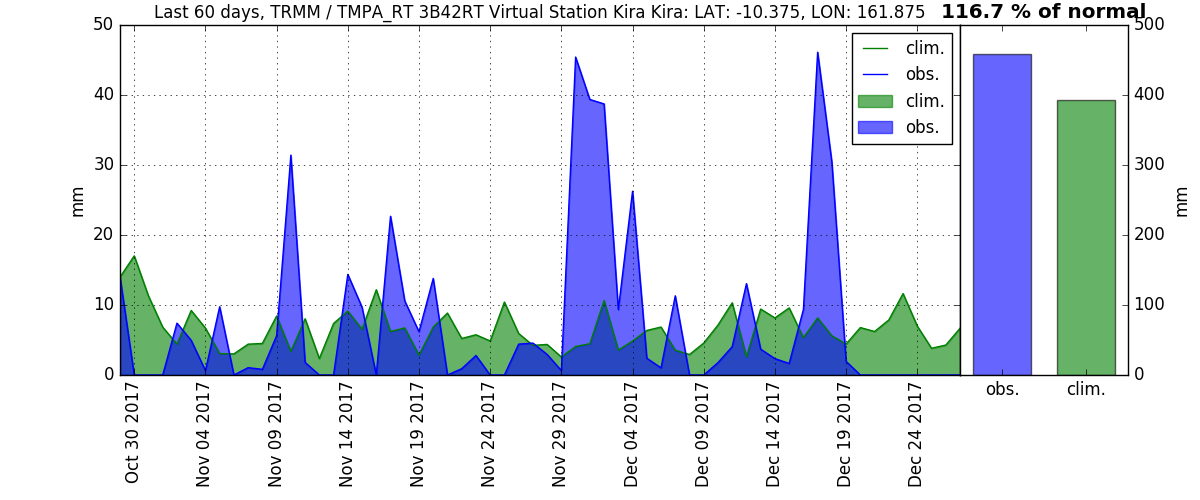 Last 60 days, TRMM / TMPA_RT 3B42RT Virtual Station Kira Kira: LAT: -10.375, LON: 161.875
116.7 % of normal
50
40
30
20
10
0
mm
clim.
obs.
clim.
obs.
500
400
300
200
100
0
mm
Oct 30 2017
Nov 04 2017
Nov 09 2017
Nov 14 2017
Nov 19 2017
Nov 24 2017
Nov 29 2017
Dec 04 2017
Dec 09 2017
Dec 14 2017
Dec 19 2017
Dec 24 2017
obs.
clim.